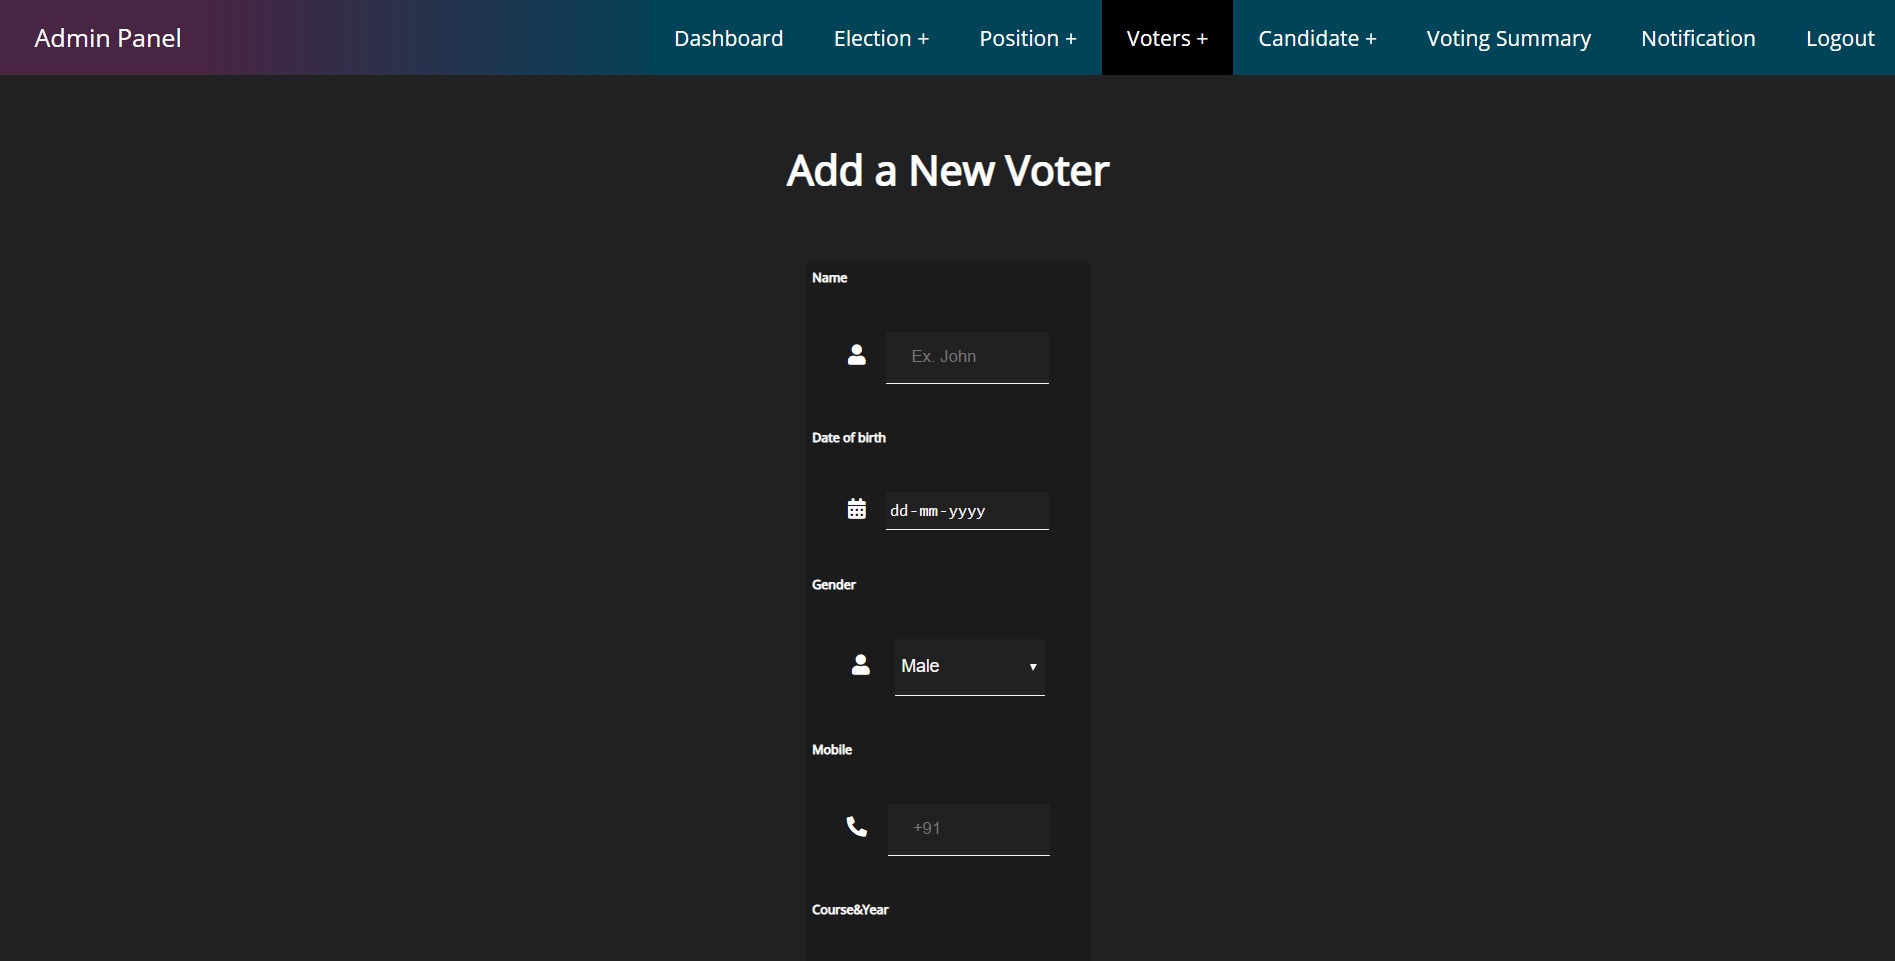 Admin Panel Dashboard Election + Position + Voters + Candidate + Voting Summary Notification Logout
Add a New Voter
Name
Ex. John
Date of birth
dd-mm-yyyy
Gender
Male
Mobile
+91
Course&Year